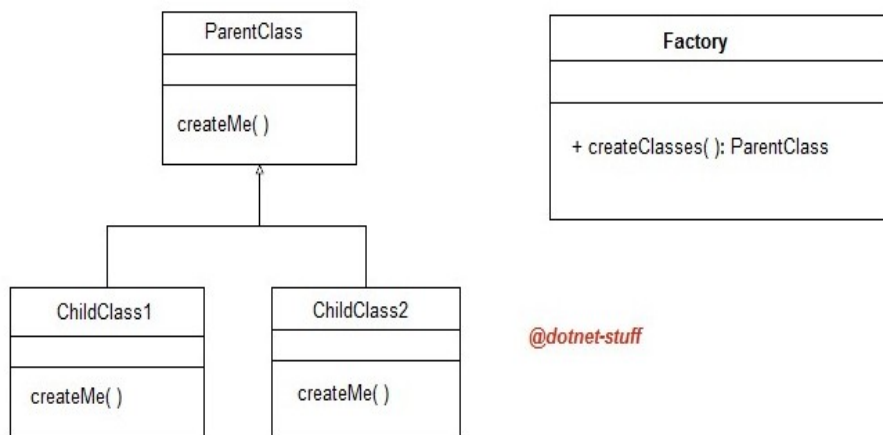 ParentClass
createMe( )
Factory
+ createClasses( ): ParentClass
ChildClass1
createMe( )
ChildClass2
createMe( )
@dotnet-stuff